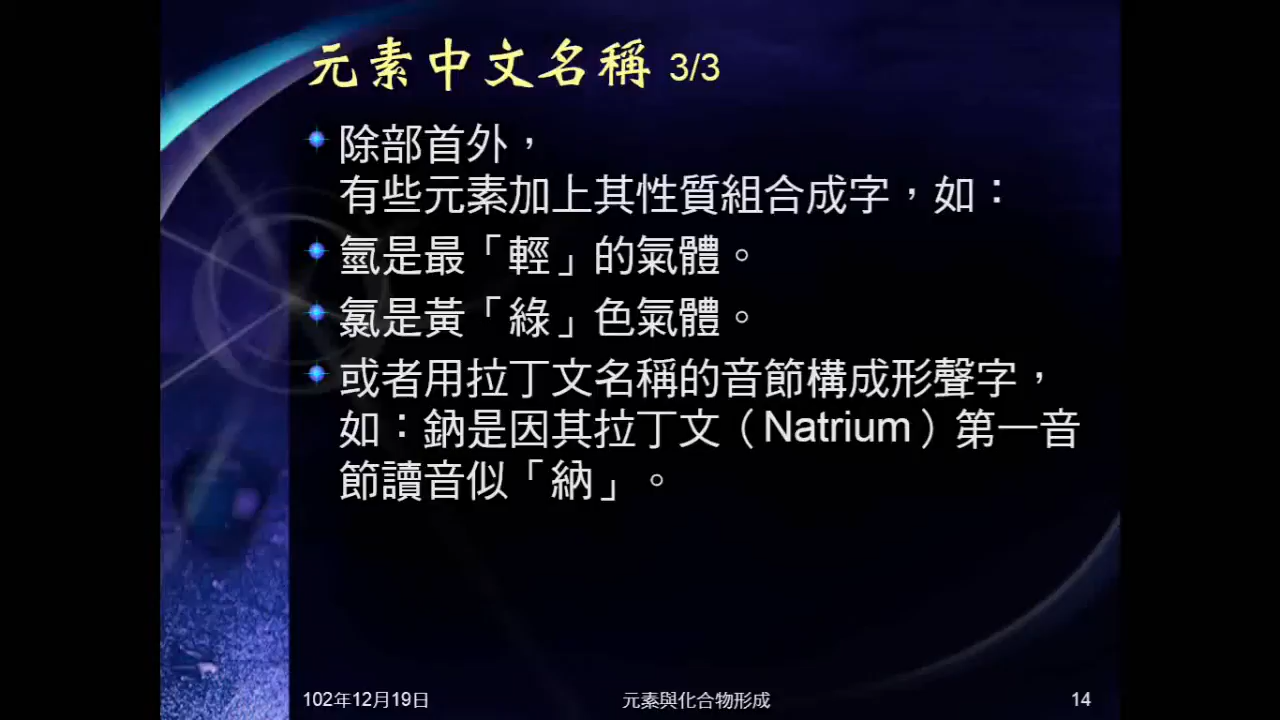 元素中文名稱 3/3
除部首外，
有些元素加上其性質組合成字，如：
氫是最「輕」的氣體。
氯是黃「綠」色氣體。
或者用拉丁文名稱的音節構成形聲字，
如：鈉是因其拉丁文（Natrium）第一音
節讀音似「納」。
102年12月19日
元素與化合物形成
14